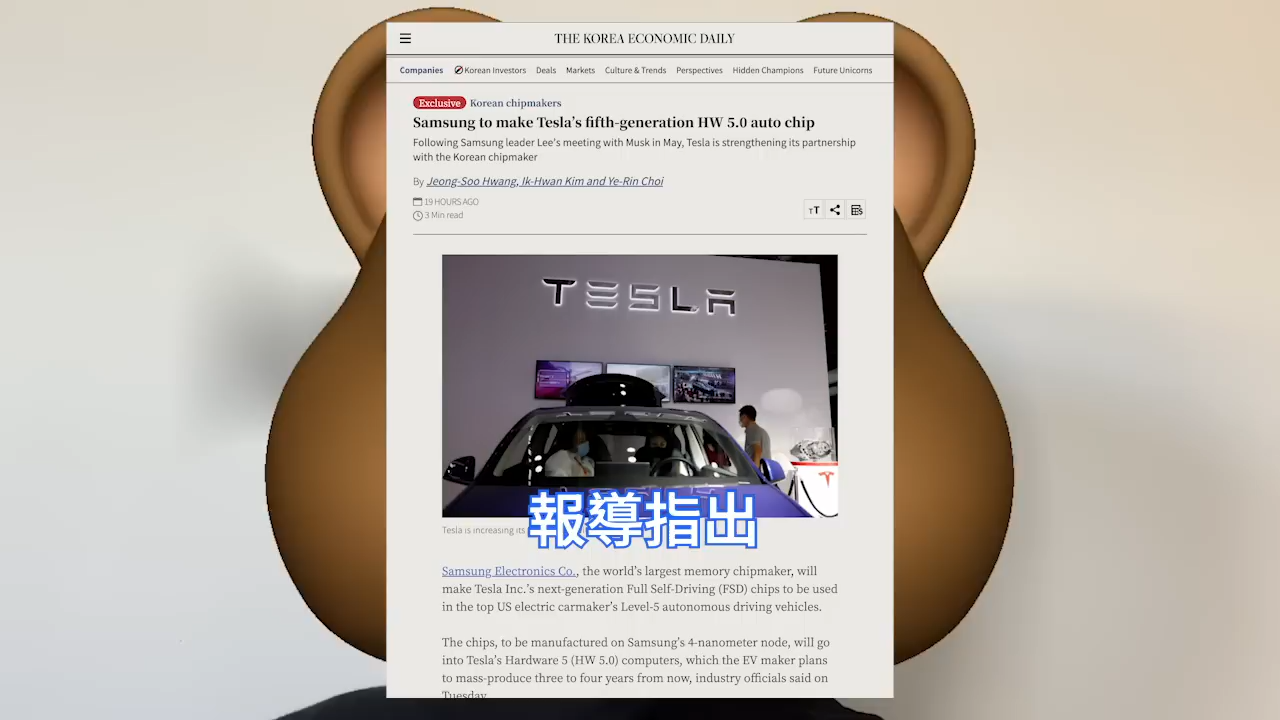 THE KOREA ECONOMIC DAILY
Companies Korean Investors Deals Markets Culture & Trends Perspectives Hidden Champions Future Unicorns
Exclusive Korean chipmakers
Samsung to make Tesla's fifth-generation HW 5.0 auto chip
Following Samsung leader Lee's meeting with Musk in May, Tesla is strengthening its partnership
with the Korean chipmaker
By Jeong-Soo Hwang, Ik-Hwan Kim and Ye-Rin Choi
19 HOURS AGO
3 Min read
TT
TESLA
報導指出
Tesla is increasing its
Samsung Electronics Co., the world's largest memory chipmaker, will
make Tesla Inc.'s next-generation Full Self-Driving (FSD) chips to be used
in the top US electric carmaker's Level-5 autonomous driving vehicles.
The chips, to be manufactured on Samsung's 4-nanometer node, will go
into Tesla's Hardware 5 (HW 5.0) computers, which the EV maker plans
to mass-produce three to four years from now, industry officials said on
Tuesday